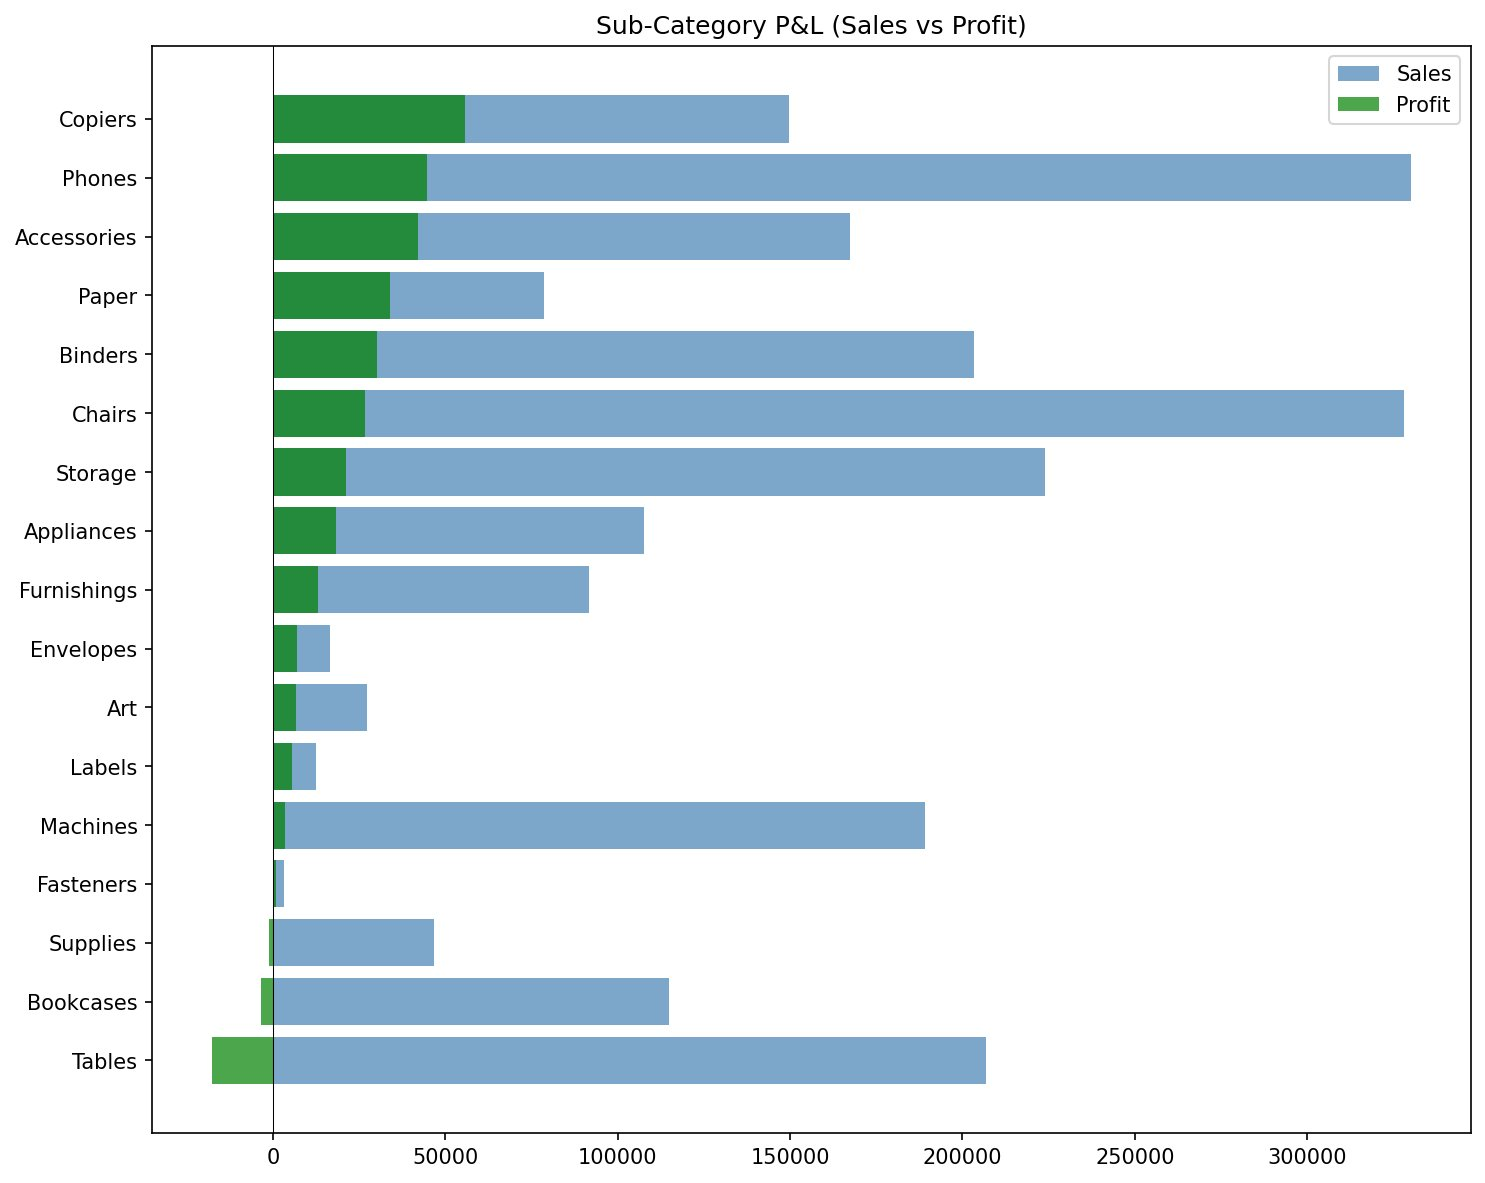 Sub-Category P&L (Sales vs Profit)
Sales
Profit
Copiers
Phones
Accessories
Paper
Binders
Chairs
Storage
Appliances
Furnishings
Envelopes
Art
Labels
Machines
Fasteners
Supplies
Bookcases
Tables
0 50000 100000 150000 200000 250000 300000